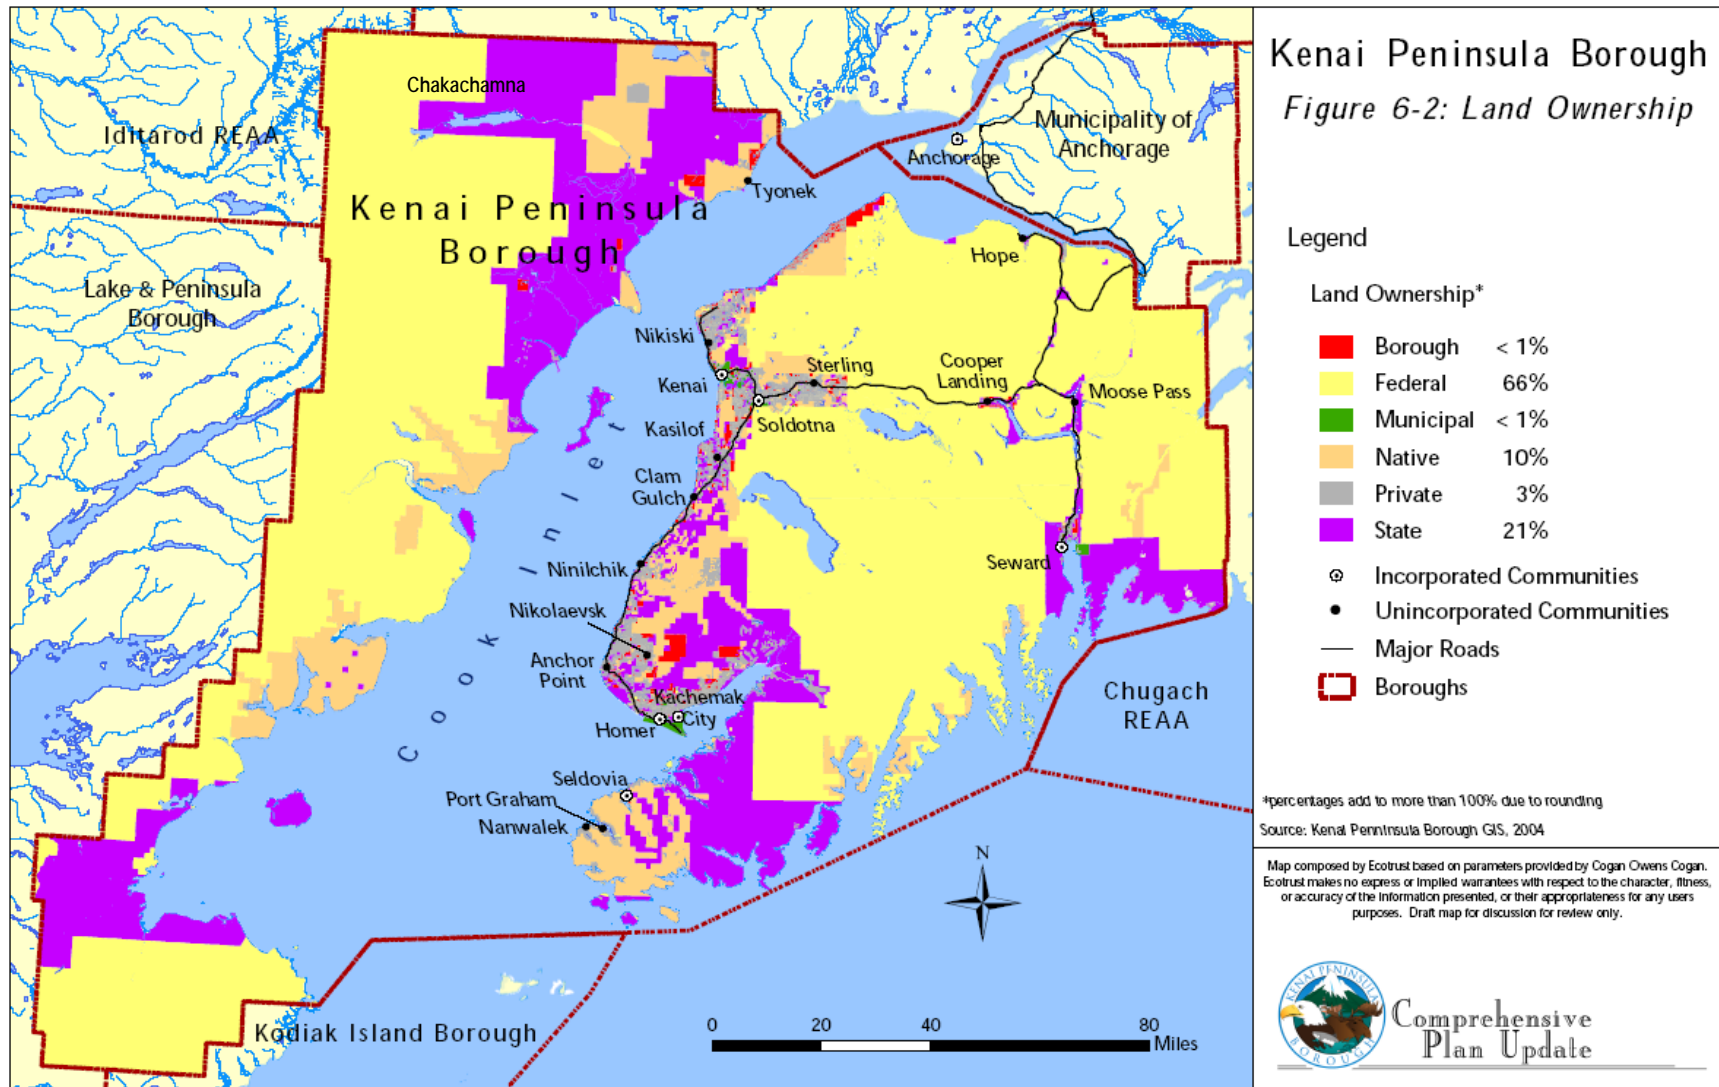 Kenai Peninsula Borough
Figure 6-2: Land Ownership
Legend
Land Ownership*
Borough < 1%
Federal 66%
Municipal < 1%
Native 10%
Private 3%
State 21%
Incorporated Communities
Unincorporated Communities
Major Roads
Boroughs
*percentages add to more than 100% due to rounding
Source: Kenai Penninsula Borough GIS, 2004
Map composed by Ecotrust based on parameters provided by Cogan Owens Cogan.
Ecotrust makes no express or implied warrantees with respect to the character, fitness,
or accuracy of the information presented, or their appropriateness for any users
purposes. Draft map for discussion for review only.
KENAI PENINSULA
BOROUGH
Comprehensive
Plan Update
Chakachamna
Iditarod REAA
Municipality of
Anchorage
Anchorage
Tyonek
Kenai Peninsula
Borough
Hope
Lake & Peninsula
Borough
Nikiski
Sterling
Cooper
Landing
Kenai
Moose Pass
Soldotna
Kasilof
Clam
Gulch
Cook Inlet
Seward
Ninilchik
Nikolaevsk
Anchor
Point
Kachemak
City
Homer
Chugach
REAA
Seldovia
Port Graham
Nanwalek
N
Kodiak Island Borough
0 20 40 80
Miles